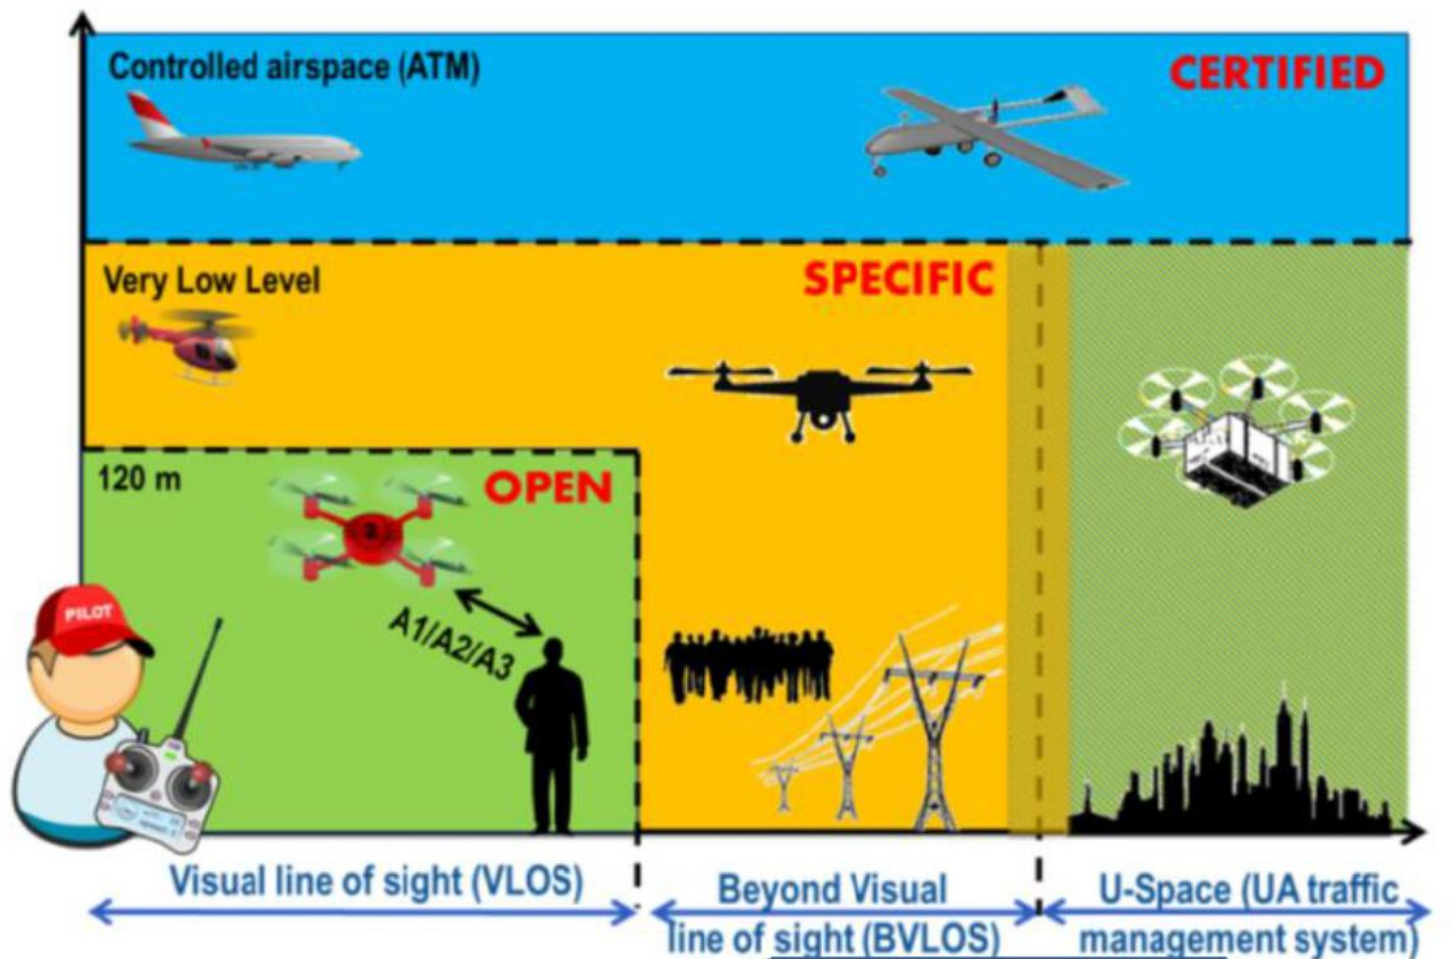 Controlled airspace (ATM)
CERTIFIED
Very Low Level
SPECIFIC
120 m
OPEN
A1/A2/A3
PILOT
Visual line of sight (VLOS)
Beyond Visual
line of sight (BVLOS)
U-Space (UA traffic
management system)